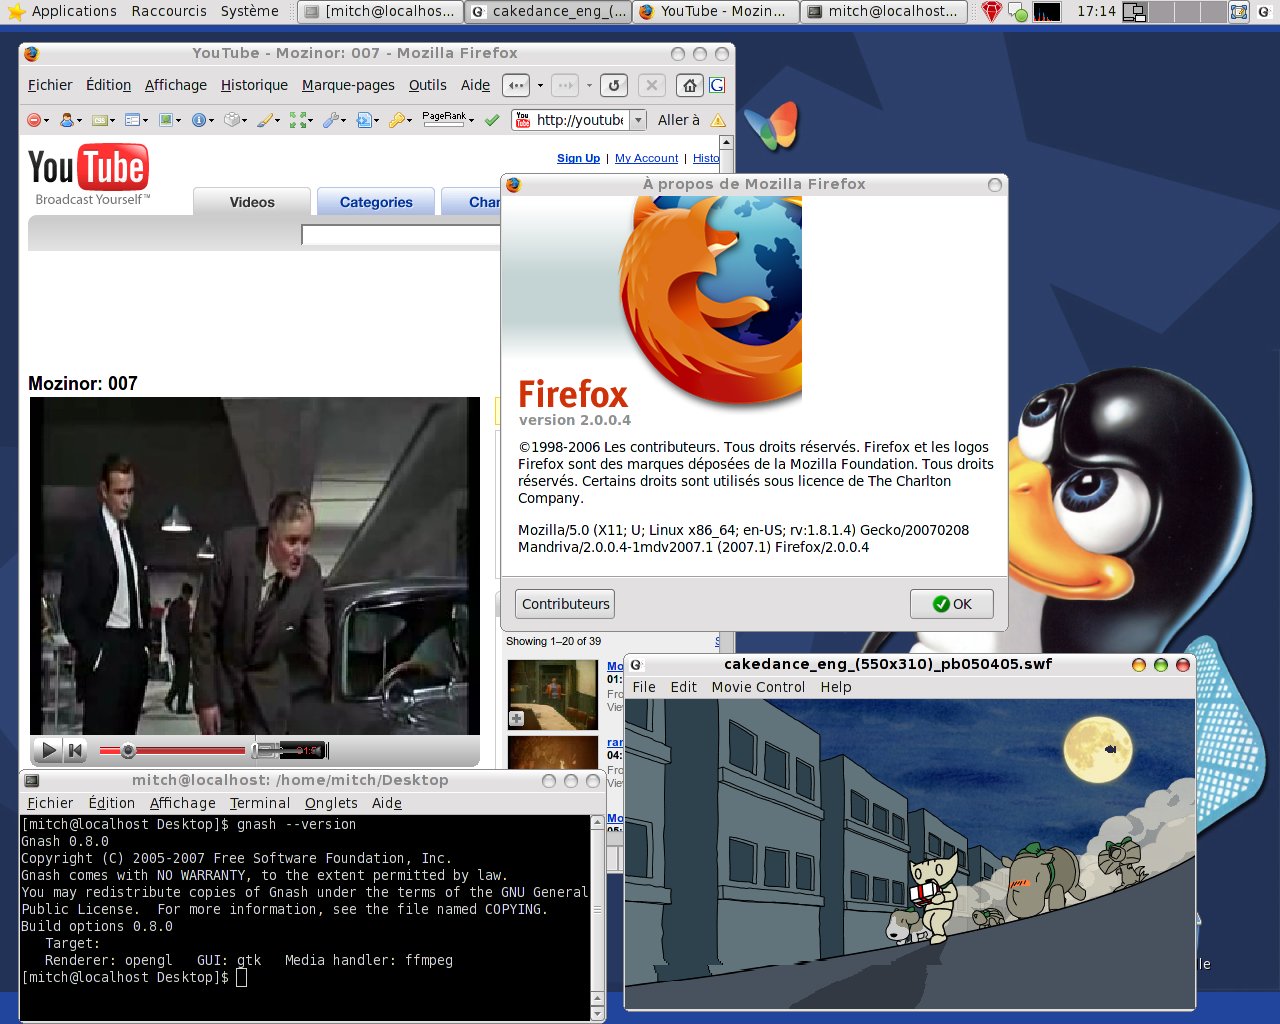 Applications Raccourcis Système [mitch@localhos... cakedance_eng_(... YouTube - Mozin... mitch@localhost... 17:14
YouTube - Mozinor: 007 - Mozilla Firefox
Fichier Édition Affichage Historique Marque-pages Outils Aide
PageRank http://youtube Aller à
YouTube
Broadcast Yourself™
Sign Up | My Account | Histo
Videos Categories Chan
Mozinor: 007
À propos de Mozilla Firefox
Firefox
version 2.0.0.4
©1998-2006 Les contributeurs. Tous droits réservés. Firefox et les logos
Firefox sont des marques déposées de la Mozilla Foundation. Tous droits
réservés. Certains droits sont utilisés sous licence de The Charlton
Company.
Mozilla/5.0 (X11; U; Linux x86_64; en-US; rv:1.8.1.4) Gecko/20070208
Mandriva/2.0.0.4-1mdv2007.1 (2007.1) Firefox/2.0.0.4
Contributeurs OK
Showing 1–20 of 39
Mo
01:
Fro
Vie
ran
04:
Fro
Vie
Mo
cakedance_eng_(550x310)_pb050405.swf
File Edit Movie Control Help
mitch@localhost: /home/mitch/Desktop
Fichier Édition Affichage Terminal Onglets Aide
[mitch@localhost Desktop]$ gnash --version
Gnash 0.8.0
Copyright (C) 2005-2007 Free Software Foundation, Inc.
Gnash comes with NO WARRANTY, to the extent permitted by law.
You may redistribute copies of Gnash under the terms of the GNU General
Public License. For more information, see the file named COPYING.
Build options 0.8.0
Target:
Renderer: opengl GUI: gtk Media handler: ffmpeg
[mitch@localhost Desktop]$
le